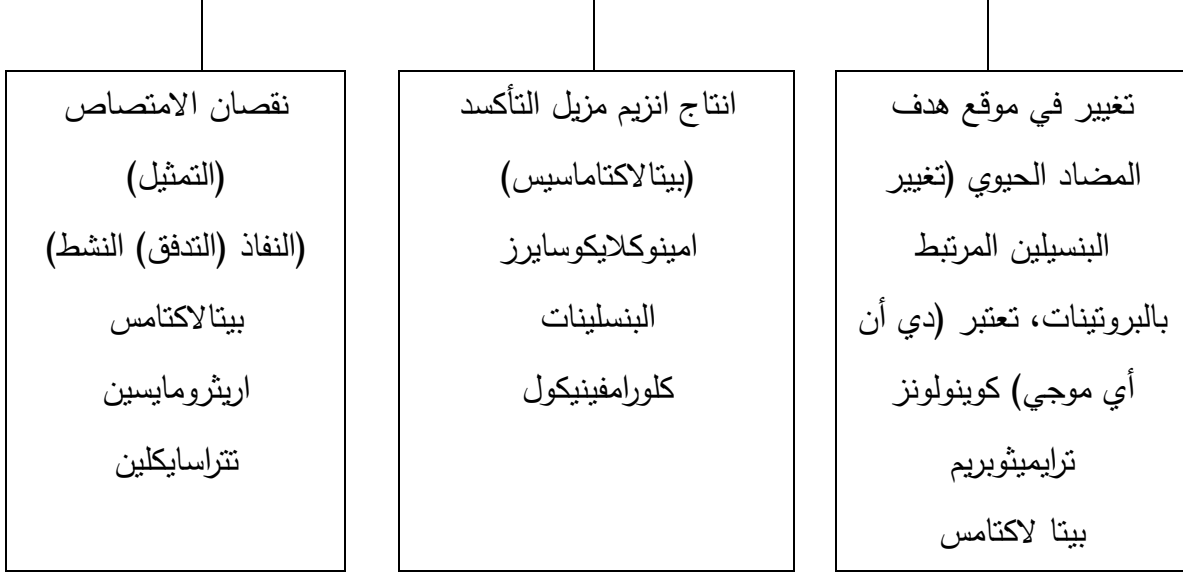 تغيير في موقع هدف
المضاد الحيوي (تغيير
البنسيلين المرتبط
بالبروتينات، تعتبر (دي أن
أي موجي) كوينولونز
ترايميثوبريم
بيتا لاكتامس
انتاج انزيم مزيل التأكسد
(بيتالاكتاماسيس)
امينوكلايكوسايرز
البنسلينات
كلورامفينيكول
نقصان الامتصاص
(التمثيل)
(النفاذ (التدفق) النشط)
بيتالاكتامس
اريثرومايسين
تتراسايكلين